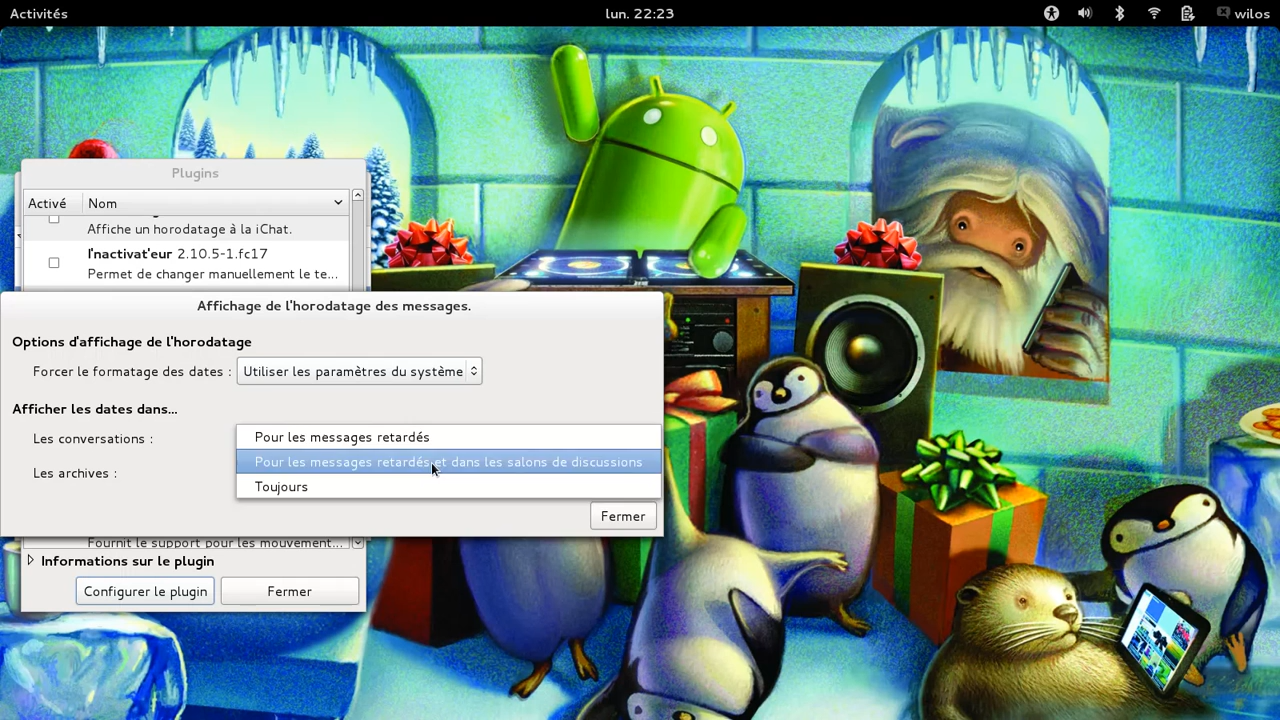 Activités
lun. 22:23
wilos
Plugins
Activé
Nom
Affiche un horodatage à la iChat.
l'nactivat'eur 2.10.5-1.fc17
Permet de changer manuellement le te...
Affichage de l'horodatage des messages.
Options d'affichage de l'horodatage
Forcer le formatage des dates :
Utiliser les paramètres du système
Afficher les dates dans...
Les conversations :
Pour les messages retardés
Pour les messages retardés et dans les salons de discussions
Les archives :
Toujours
Fermer
Fournit le support pour les mouvement...
Informations sur le plugin
Configurer le plugin
Fermer